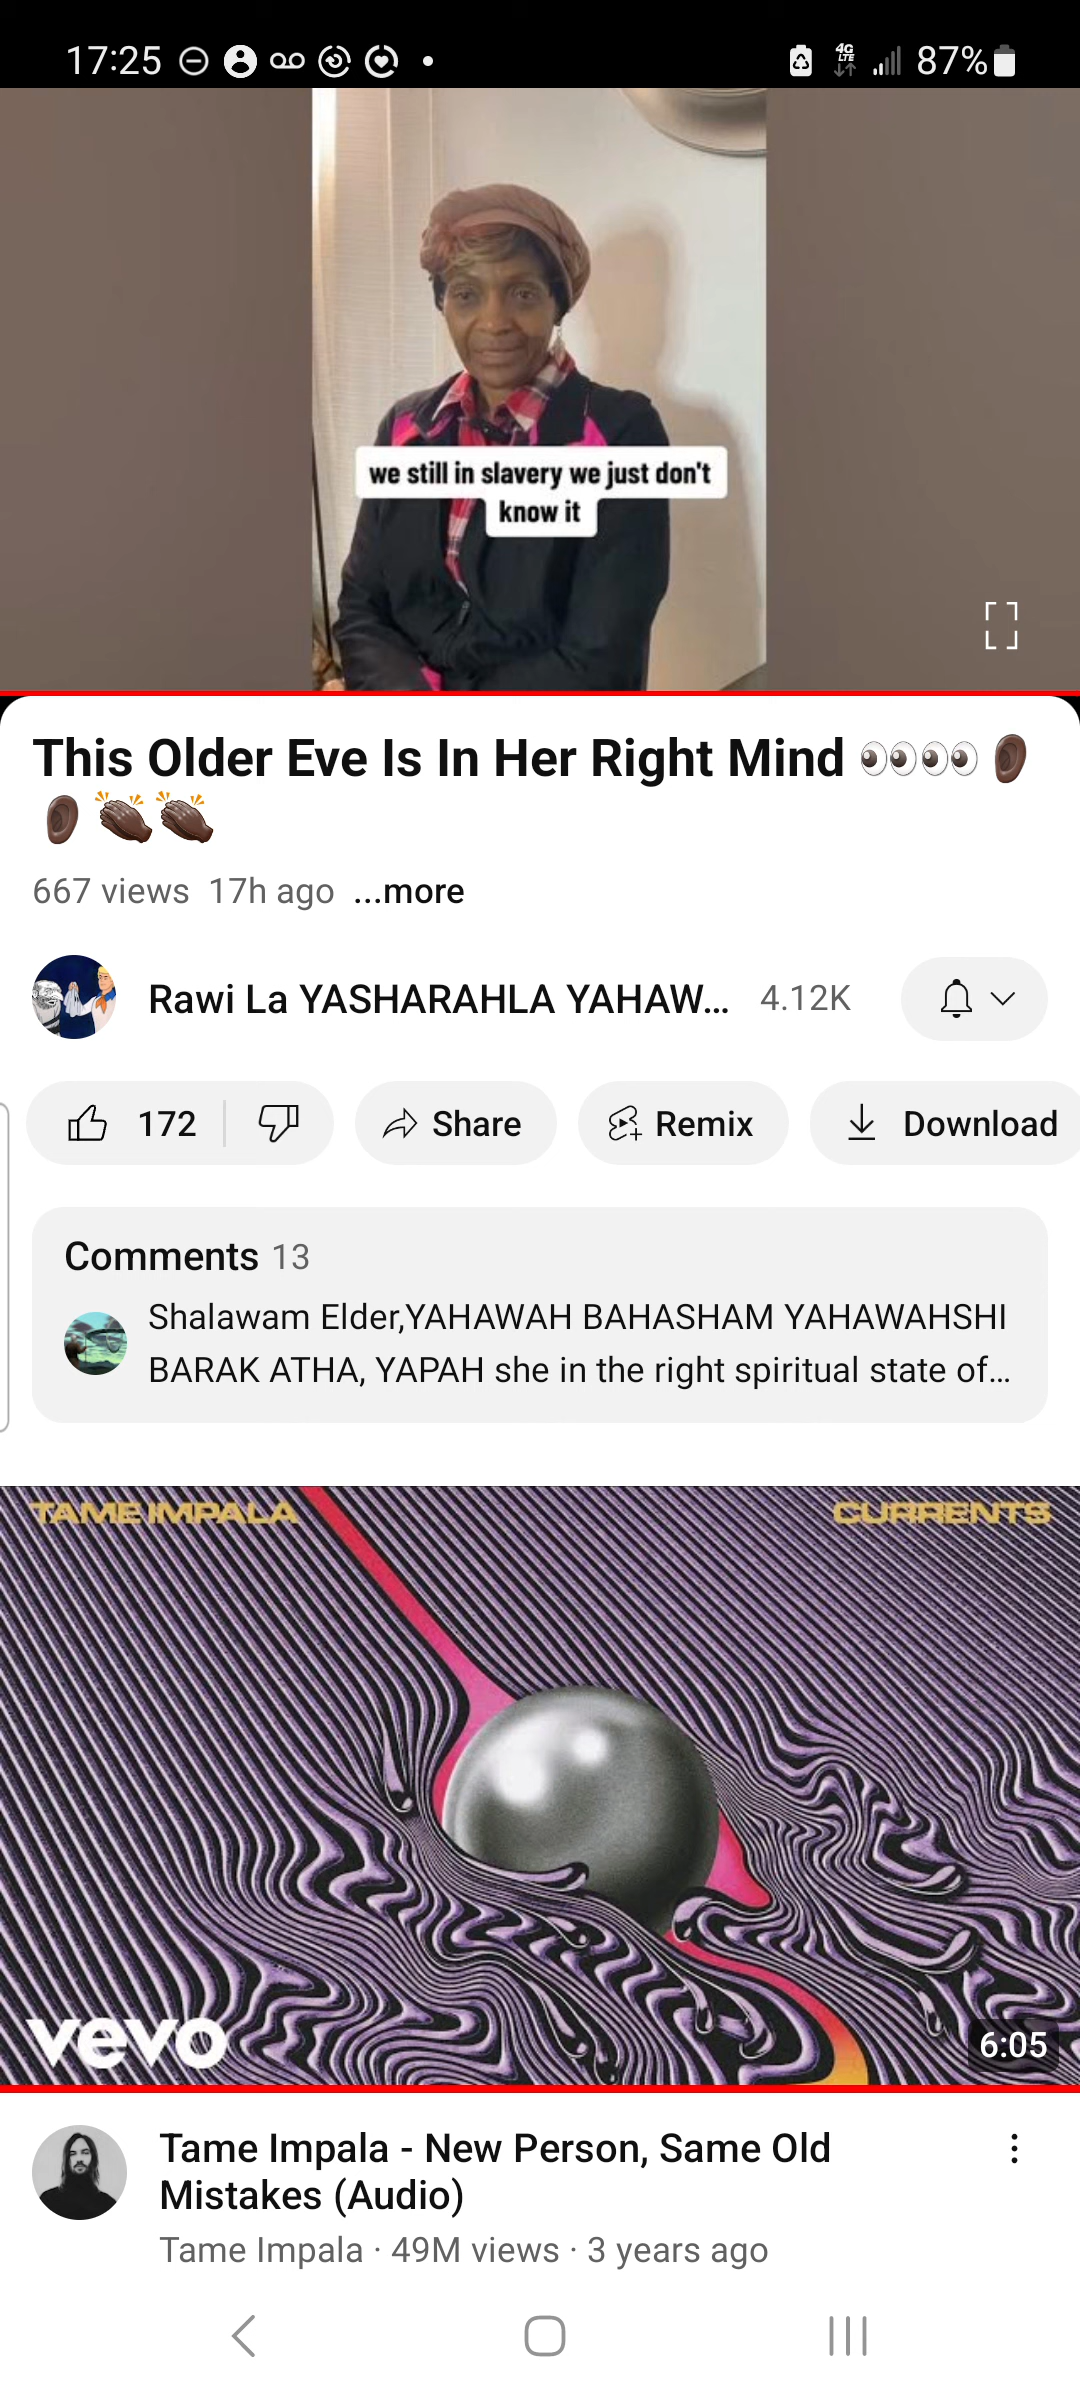 17:25 4G LTE 87%
we still in slavery we just don't
know it
This Older Eve Is In Her Right Mind 👀👀👂🏿
👂🏿👏🏿👏🏿
667 views 17h ago ...more
Rawi La YASHARAHLA YAHAW... 4.12K
172 Share Remix Download
Comments 13
Shalawam Elder,YAHAWAH BAHASHAM YAHAWAHSHI
BARAK ATHA, YAPAH she in the right spiritual state of...
TAME IMPALA CURRENTS
vevo 6:05
Tame Impala - New Person, Same Old
Mistakes (Audio)
Tame Impala · 49M views · 3 years ago